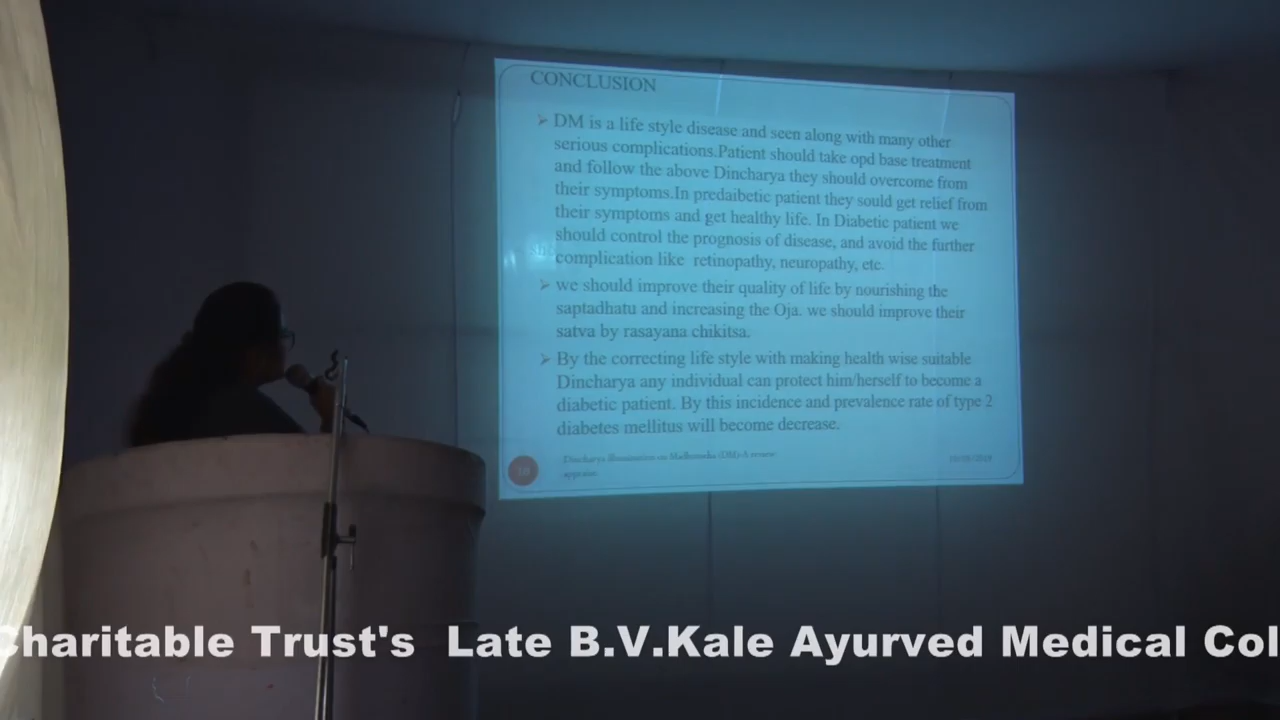 CONCLUSION
DM is a life style disease and seen along with many other
serious complications.Patient should take opd base treatment
and follow the above Dincharya they should overcome from
their symptoms.In predaibetic patient they sould get relief from
their symptoms and get healthy life. In Diabetic patient we
should control the prognosis of disease, and avoid the further
complication like retinopathy, neuropathy, etc.
we should improve their quality of life by nourishing the
saptadhatu and increasing the Oja. we should improve their
satva by rasayana chikitsa.
By the correcting life style with making health wise suitable
Dincharya any individual can protect him/herself to become a
diabetic patient. By this incidence and prevalence rate of type 2
diabetes mellitus will become decrease.
Dincharya on Madhumeha (DM)-A review
Charitable Trust's Late B.V.Kale Ayurved Medical Col